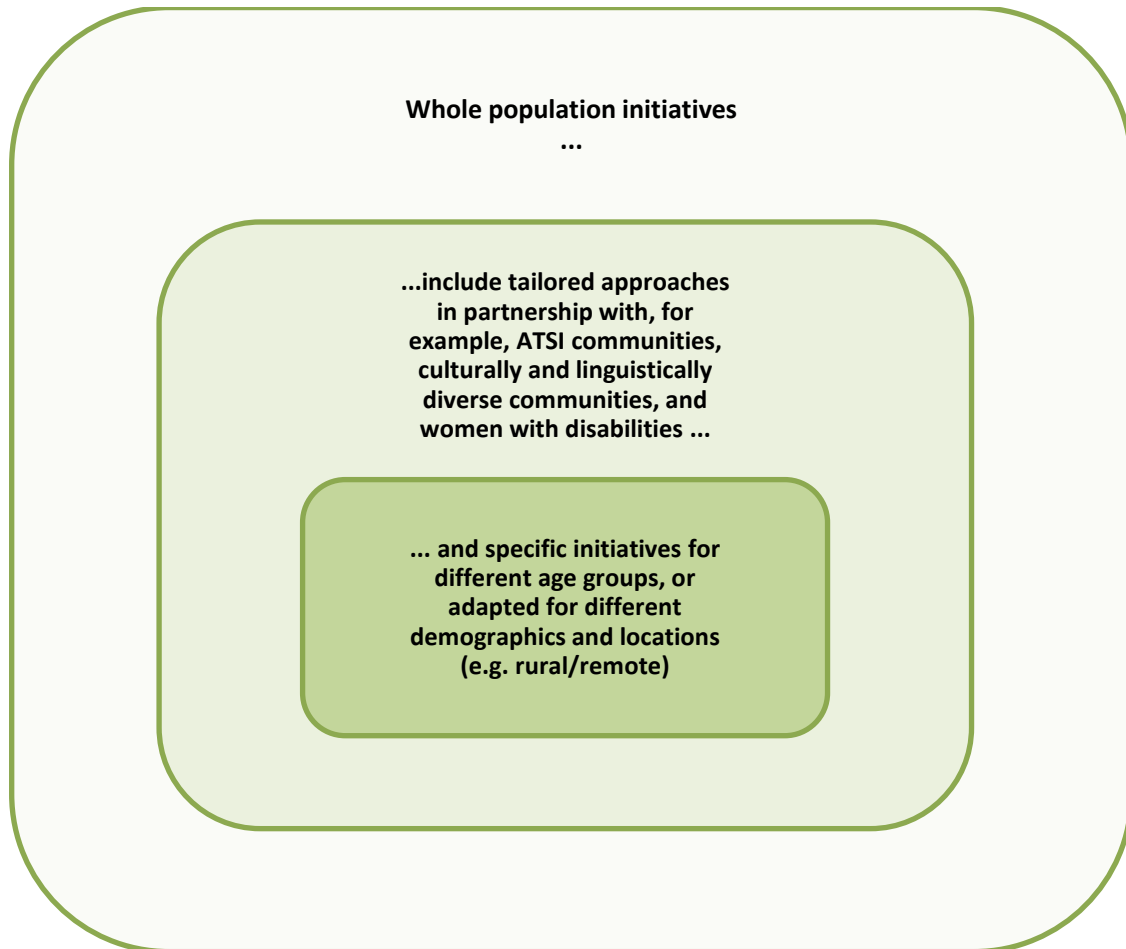 Whole population initiatives
...
...include tailored approaches
in partnership with, for
example, ATSI communities,
culturally and linguistically
diverse communities, and
women with disabilities ...
... and specific initiatives for
different age groups, or
adapted for different
demographics and locations
(e.g. rural/remote)